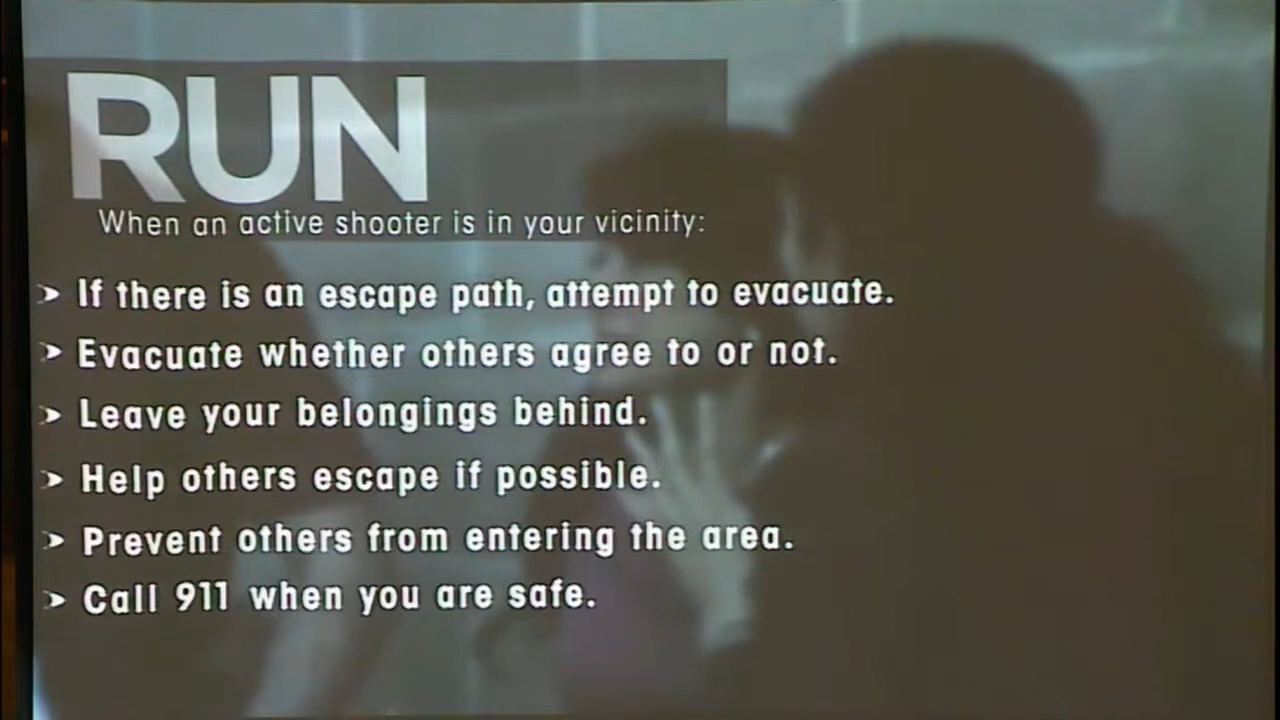 RUN
When an active shooter is in your vicinity:
➢ If there is an escape path, attempt to evacuate.
➢ Evacuate whether others agree to or not.
➢ Leave your belongings behind.
➢ Help others escape if possible.
➢ Prevent others from entering the area.
➢ Call 911 when you are safe.